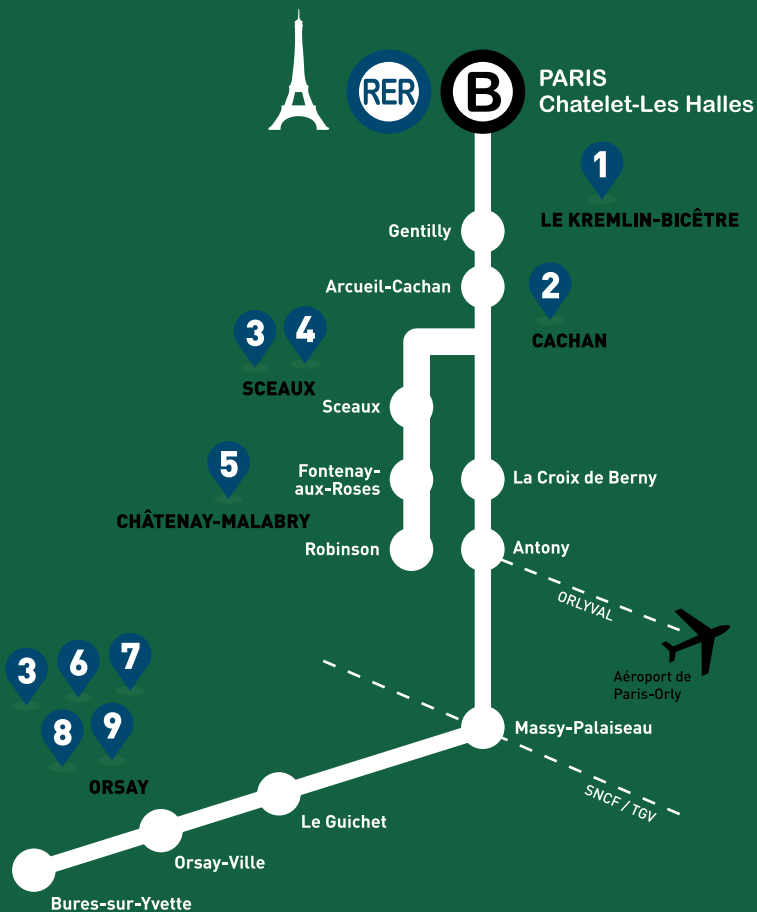 RER
B
PARIS
Chatelet-Les Halles
1
LE KREMLIN-BICÊTRE
Gentilly
Arcueil-Cachan
2
CACHAN
3
4
SCEAUX
Sceaux
5
CHÂTENAY-MALABRY
Fontenay-
aux-Roses
La Croix de Berny
Robinson
Antony
ORLYVAL
Aéroport de
Paris-Orly
3
6
7
8
9
ORSAY
Massy-Palaiseau
SNCF / TGV
Le Guichet
Orsay-Ville
Bures-sur-Yvette